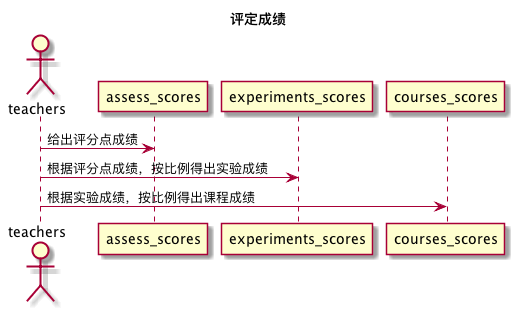 评定成绩
teachers
assess_scores
experiments_scores
courses_scores
给出评分点成绩
根据评分点成绩，按比例得出实验成绩
根据实验成绩，按比例得出课程成绩
teachers
assess_scores
experiments_scores
courses_scores